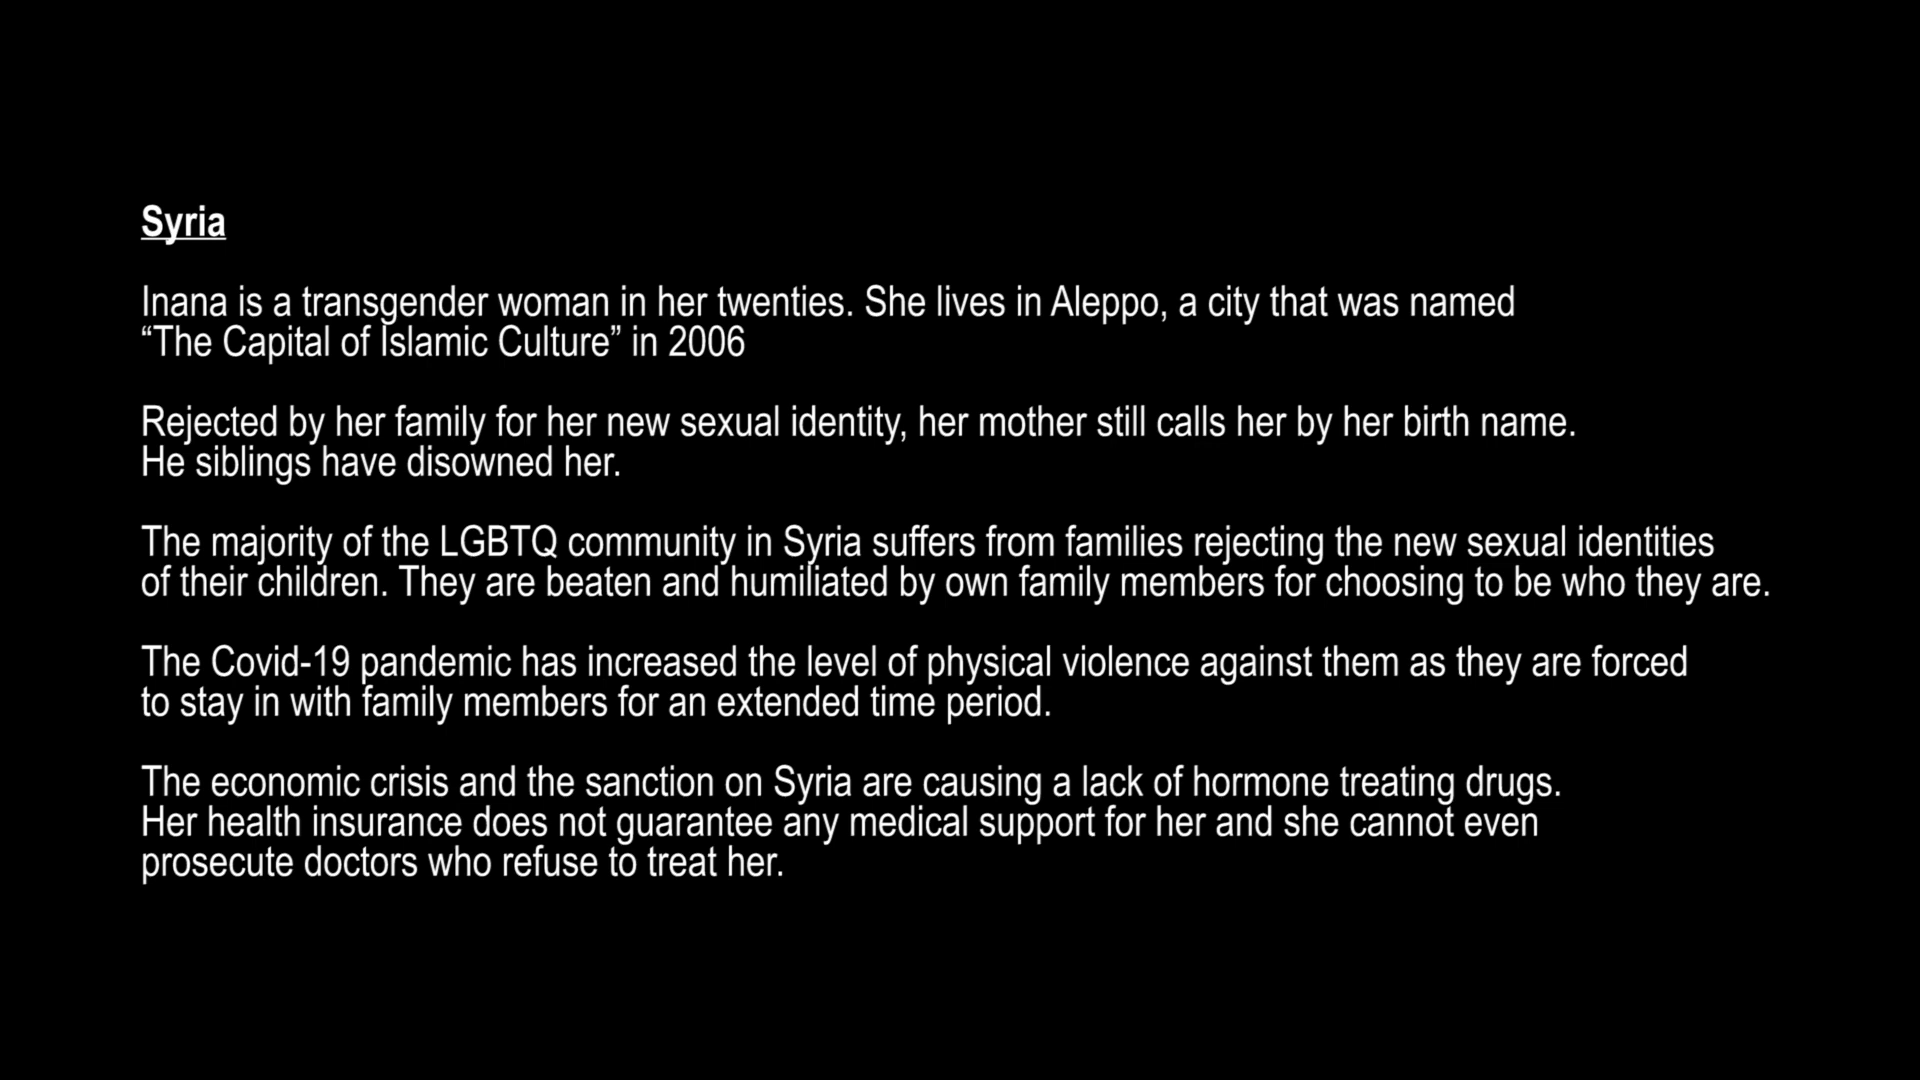 Syria
Inana is a transgender woman in her twenties. She lives in Aleppo, a city that was named
“The Capital of Islamic Culture” in 2006
Rejected by her family for her new sexual identity, her mother still calls her by her birth name.
He siblings have disowned her.
The majority of the LGBTQ community in Syria suffers from families rejecting the new sexual identities
of their children. They are beaten and humiliated by own family members for choosing to be who they are.
The Covid-19 pandemic has increased the level of physical violence against them as they are forced
to stay in with family members for an extended time period.
The economic crisis and the sanction on Syria are causing a lack of hormone treating drugs.
Her health insurance does not guarantee any medical support for her and she cannot even
prosecute doctors who refuse to treat her.